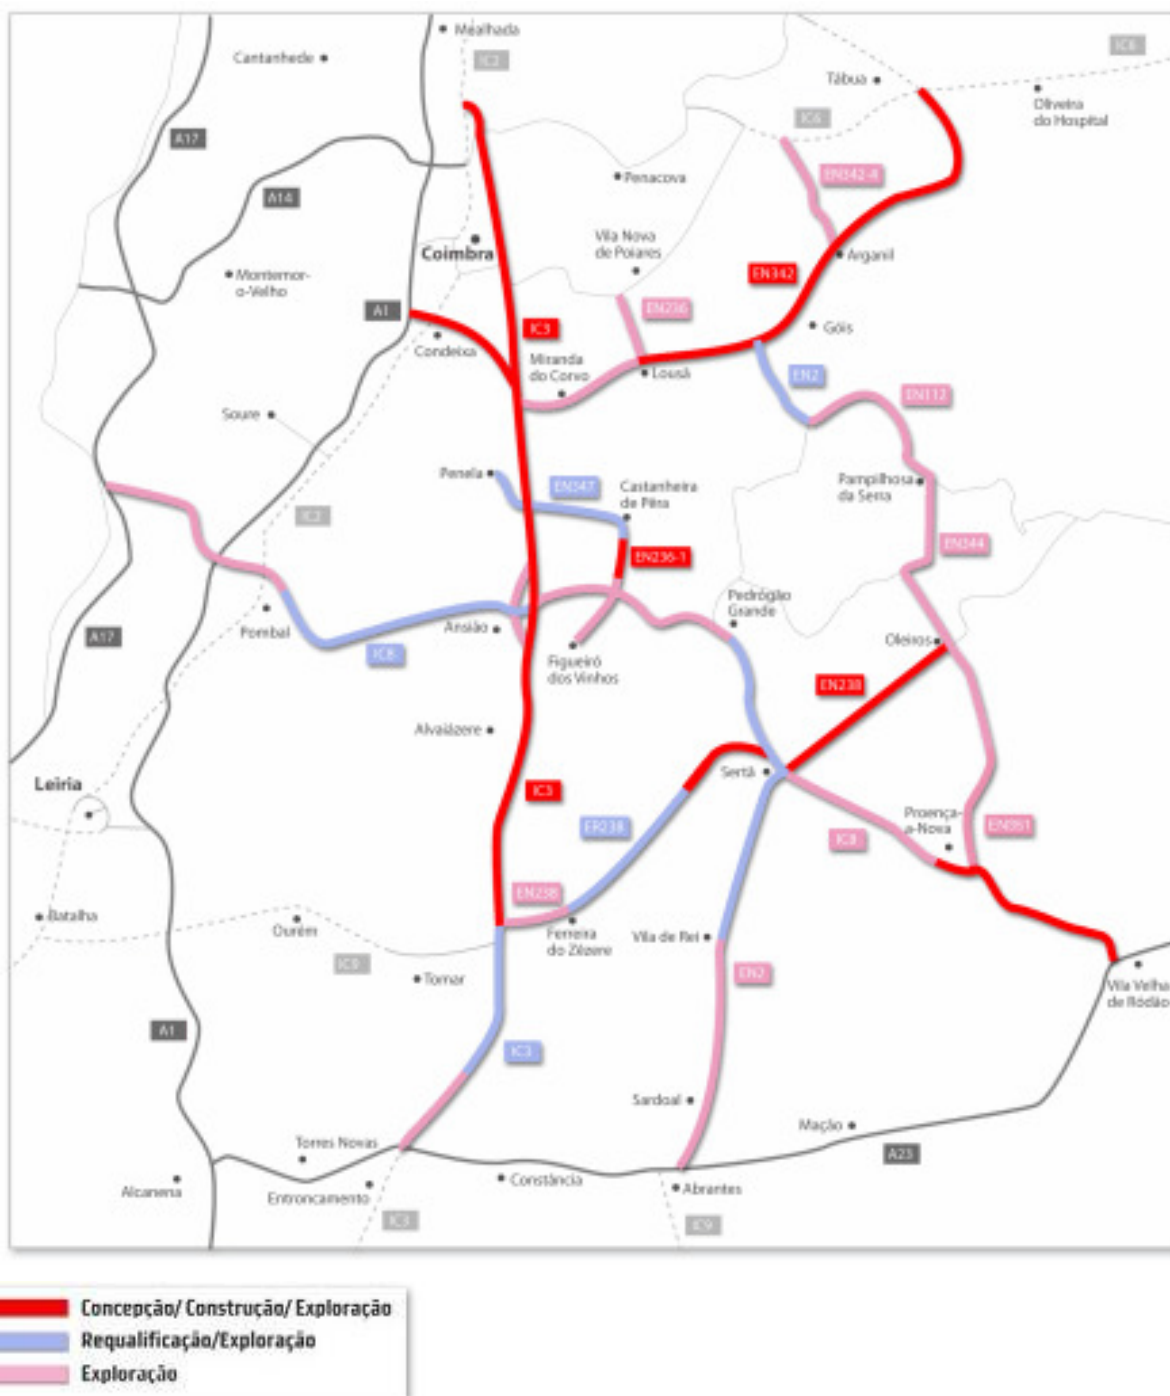 Mealhada
Cantanhede
IC2
IC6
Tábua
Oliveira
do Hospital
IC6
A17
EN342-4
Penacova
A14
Vila Nova
de Poiares
Coimbra
Arganil
Montemor-
o-Velho
EN342
A1
EN236
IC3
Góis
Condeixa
Miranda
do Corvo
Lousã
EN2
EN112
Soure
Penela
EN347
Castanheira
de Pêra
Pampilhosa
da Serra
IC2
EN236-1
EN344
Pedrógão
Grande
Pombal
Ansião
A17
IC8
Figueiró
dos Vinhos
Oleiros
EN238
Alvaiázere
Sertã
Leiria
IC3
ER238
Proença-
a-Nova
EN351
IC8
EN238
Batalha
Ourém
Ferreira
do Zêzere
Vila de Rei
IC9
Tomar
EN2
Vila Velha
de Ródão
A1
IC3
Sardoal
Mação
Torres Novas
A23
Alcanena
Entroncamento
Constância
Abrantes
IC3
IC9
Concepção/ Construção/ Exploração
Requalificação/Exploração
Exploração